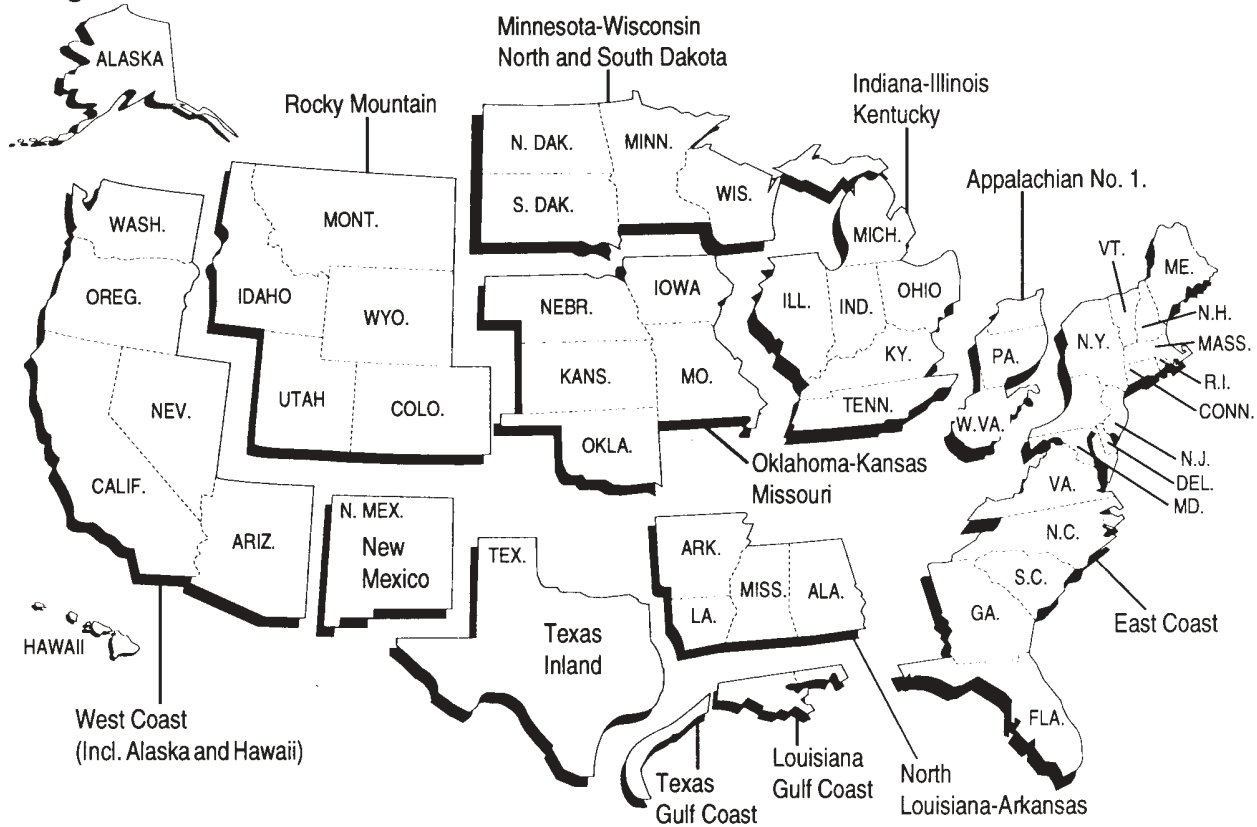 ALASKA
Minnesota-Wisconsin
North and South Dakota
Rocky Mountain
Indiana-Illinois
Kentucky
Appalachian No. 1.
N. DAK.
MINN.
S. DAK.
WIS.
WASH.
MONT.
MICH.
VT.
ME.
OREG.
IDAHO
WYO.
NEBR.
IOWA
ILL.
IND.
OHIO
N.H.
N.Y.
MASS.
PA.
R.I.
KY.
CONN.
NEV.
UTAH
COLO.
KANS.
MO.
TENN.
W.VA.
OKLA.
N.J.
DEL.
MD.
Oklahoma-Kansas
Missouri
VA.
CALIF.
ARIZ.
N. MEX.
New
Mexico
TEX.
ARK.
N.C.
MISS.
ALA.
S.C.
LA.
GA.
East Coast
HAWAII
Texas
Inland
West Coast
(Incl. Alaska and Hawaii)
FLA.
Texas
Gulf Coast
Louisiana
Gulf Coast
North
Louisiana-Arkansas